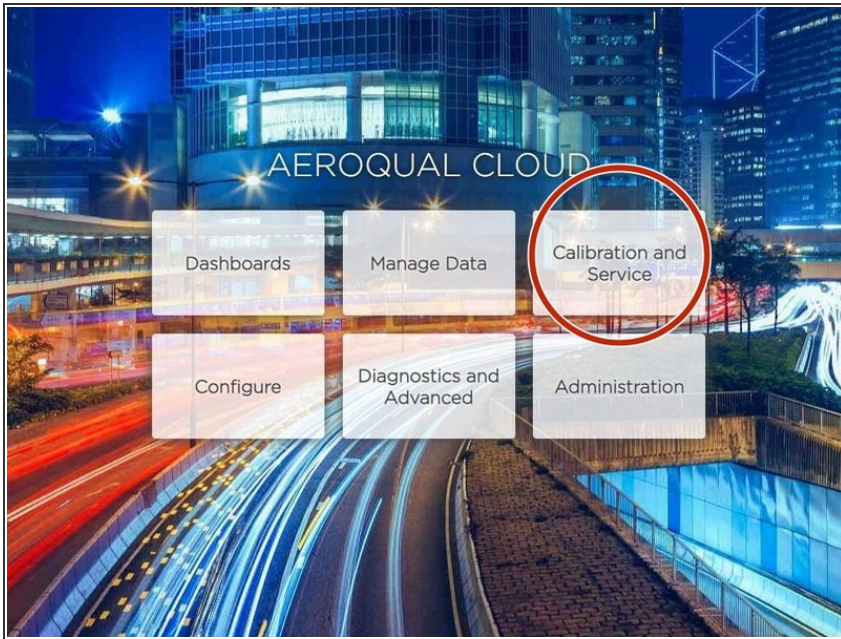 AEROQUAL CLOUD
Dashboards
Manage Data
Calibration and
Service
Configure
Diagnostics and
Advanced
Administration